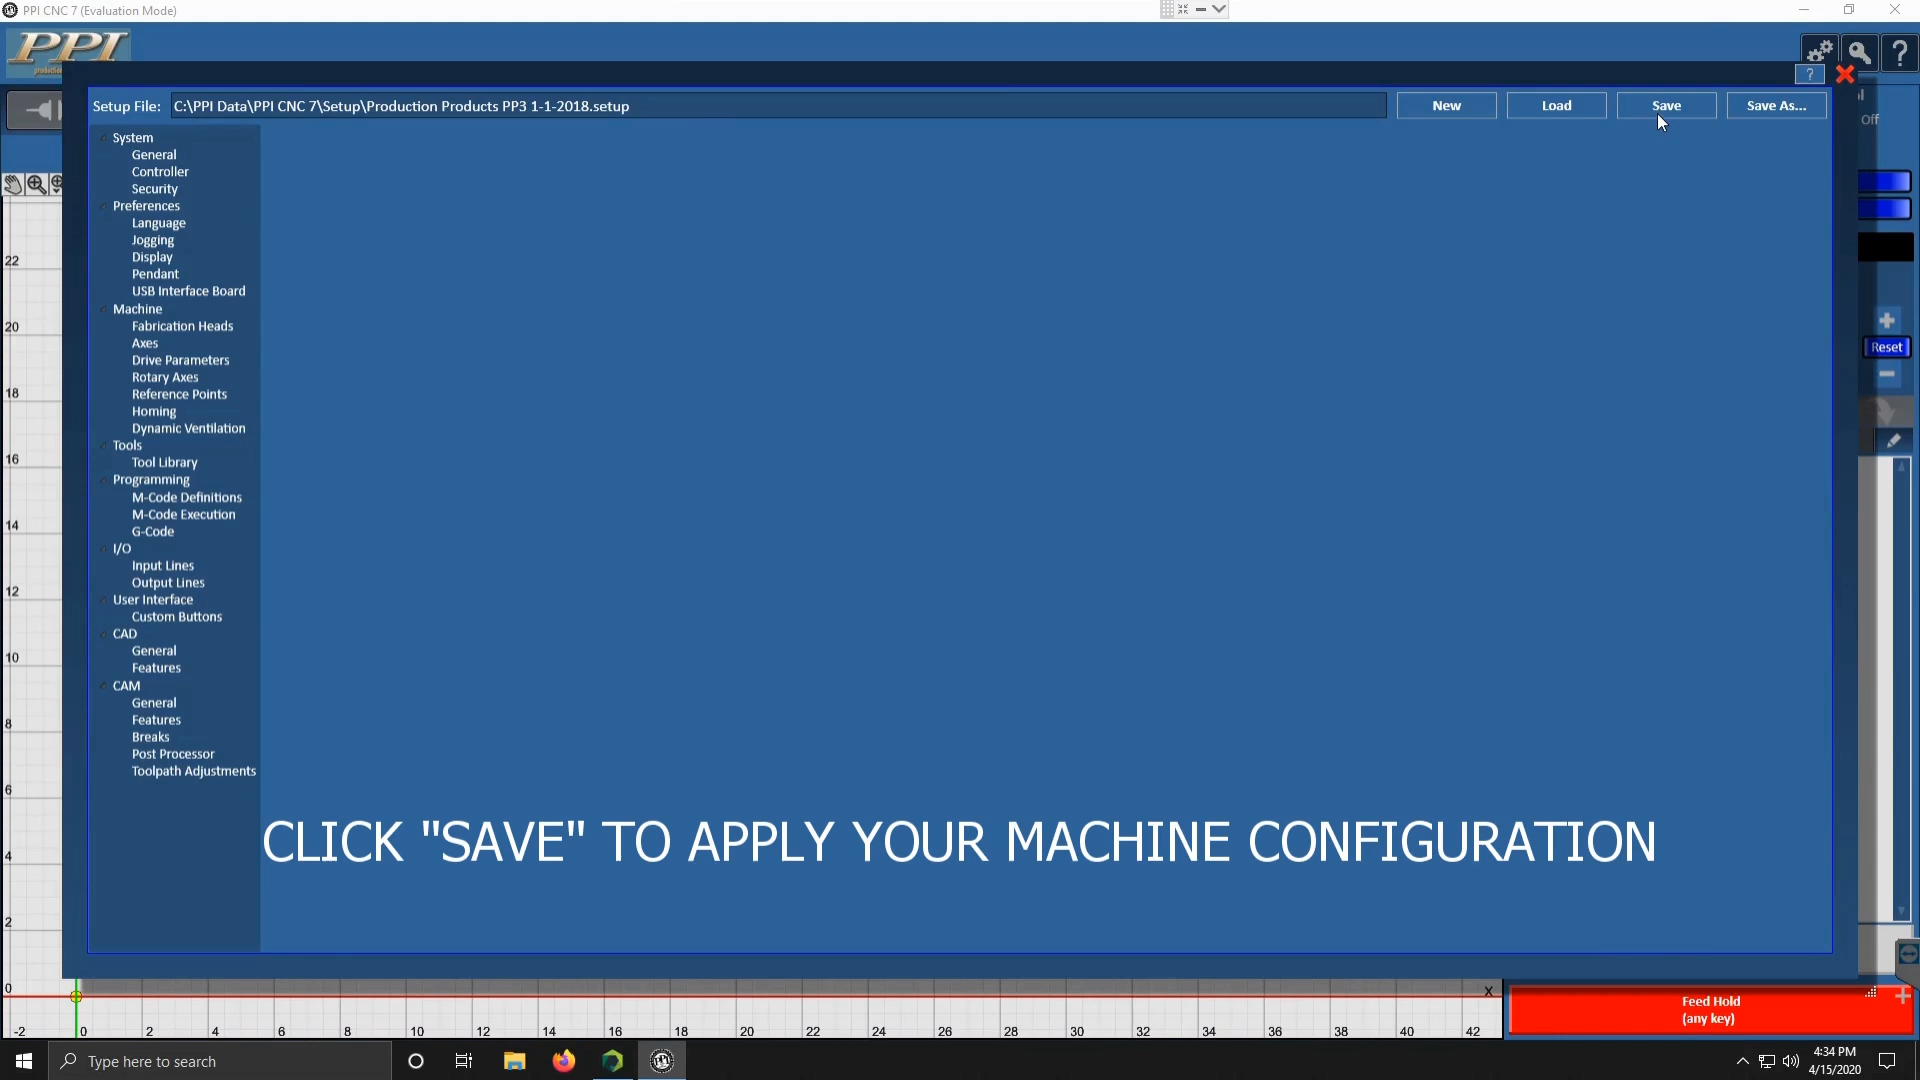 PPI CNC 7 (Evaluation Mode)
PPI
?
?
Setup File: C:\PPI Data\PPI CNC 7\Setup\Production Products PP3 1-1-2018.setup
New
Load
Save
Save As...
Off
System
General
Controller
Security
Preferences
Language
Jogging
Display
Pendant
USB Interface Board
Machine
Fabrication Heads
Axes
Drive Parameters
Rotary Axes
Reference Points
Homing
Dynamic Ventilation
Tools
Tool Library
Programming
M-Code Definitions
M-Code Execution
G-Code
I/O
Input Lines
Output Lines
User Interface
Custom Buttons
CAD
General
Features
CAM
General
Features
Breaks
Post Processor
Toolpath Adjustments
Reset
22
20
18
16
14
12
10
8
6
4
2
0
CLICK "SAVE" TO APPLY YOUR MACHINE CONFIGURATION
X
-2 0 2 4 6 8 10 12 14 16 18 20 22 24 26 28 30 32 34 36 38 40 42
Feed Hold
(any key)
Type here to search
4:34 PM
4/15/2020